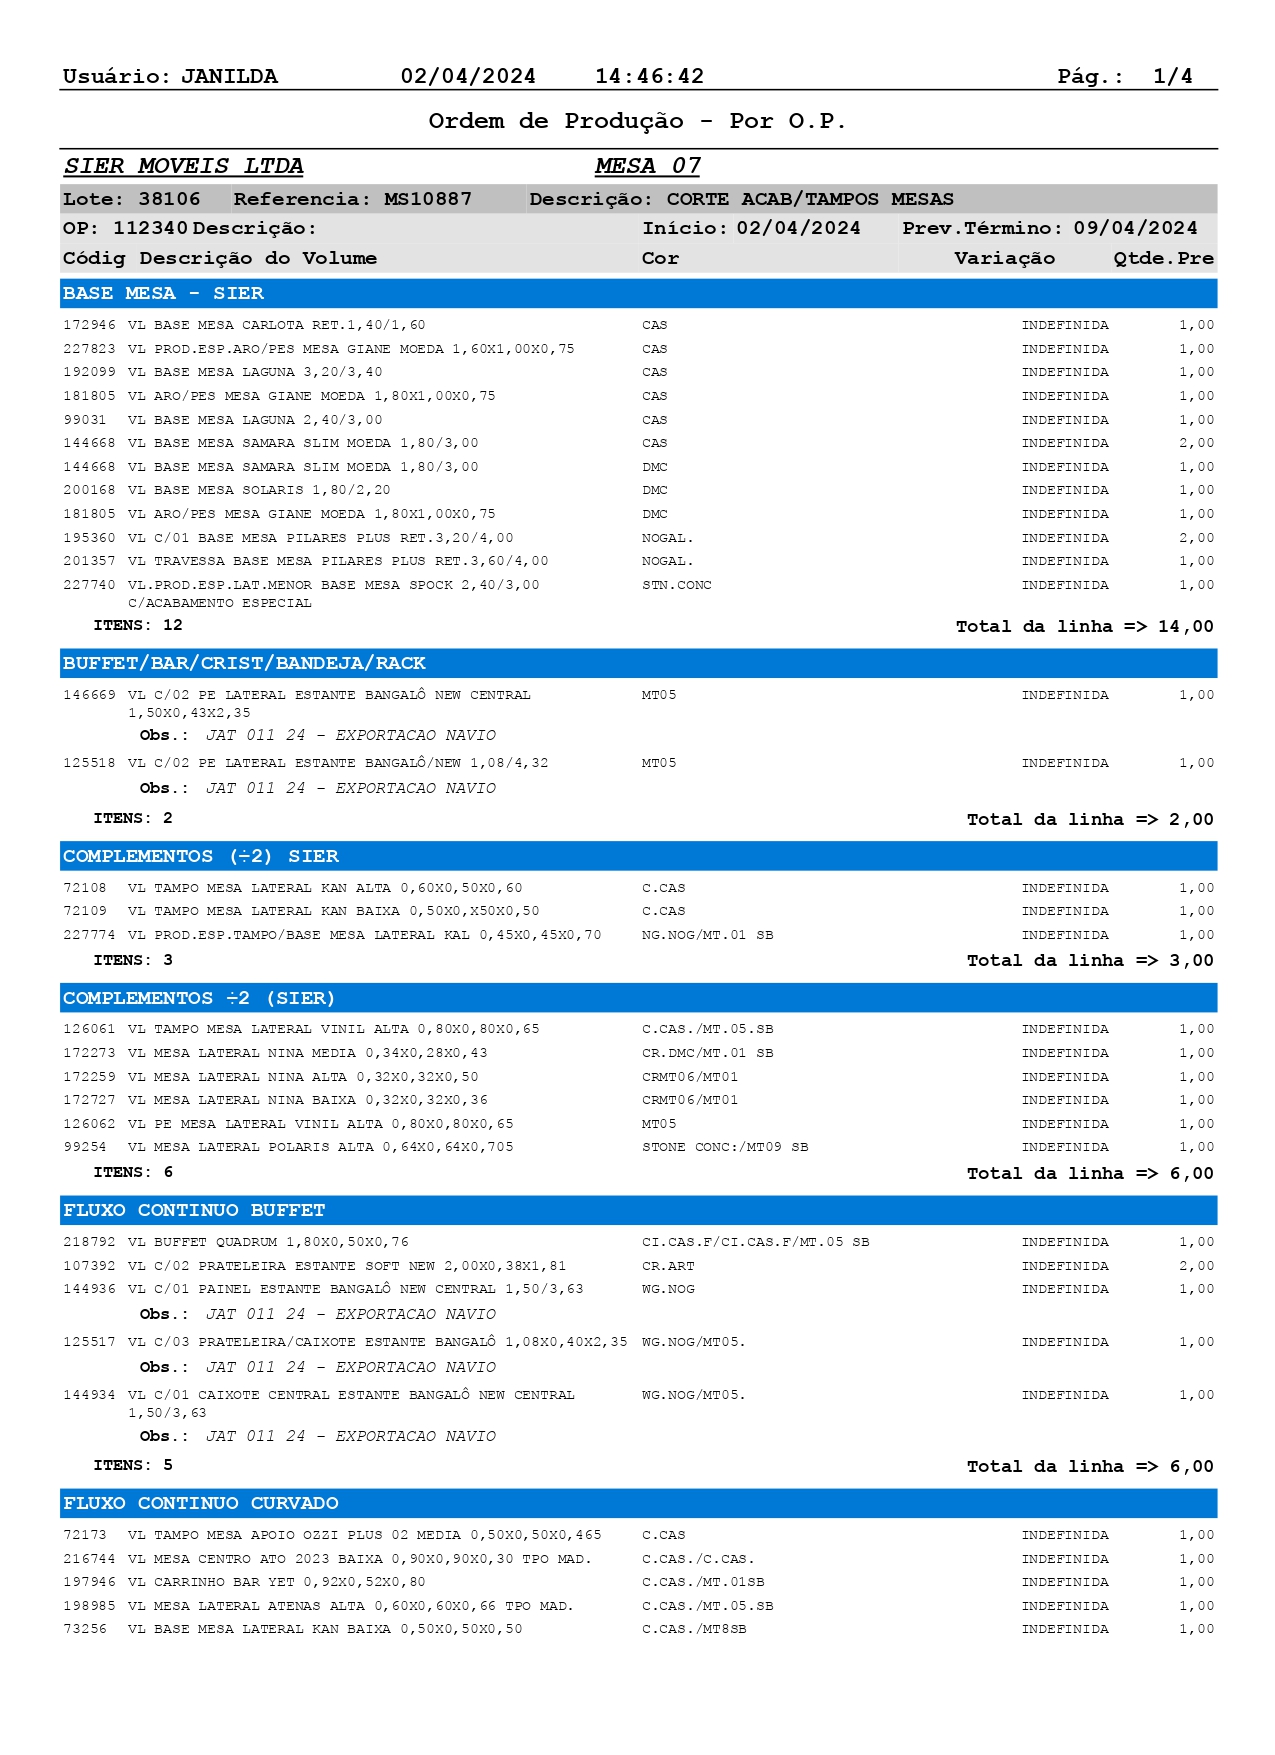 Usuário: JANILDA 02/04/2024 14:46:42 Pág.: 1/4
Ordem de Produção - Por O.P.
SIER MOVEIS LTDA MESA 07
Lote: 38106 Referencia: MS10887 Descrição: CORTE ACAB/TAMPOS MESAS
OP: 112340 Descrição: Início: 02/04/2024 Prev.Término: 09/04/2024
Códig Descrição do Volume Cor Variação Qtde.Pre
BASE MESA - SIER
172946 VL BASE MESA CARLOTA RET.1,40/1,60 CAS INDEFINIDA 1,00
227823 VL PROD.ESP.ARO/PES MESA GIANE MOEDA 1,60X1,00X0,75 CAS INDEFINIDA 1,00
192099 VL BASE MESA LAGUNA 3,20/3,40 CAS INDEFINIDA 1,00
181805 VL ARO/PES MESA GIANE MOEDA 1,80X1,00X0,75 CAS INDEFINIDA 1,00
99031 VL BASE MESA LAGUNA 2,40/3,00 CAS INDEFINIDA 1,00
144668 VL BASE MESA SAMARA SLIM MOEDA 1,80/3,00 CAS INDEFINIDA 2,00
144668 VL BASE MESA SAMARA SLIM MOEDA 1,80/3,00 DMC INDEFINIDA 1,00
200168 VL BASE MESA SOLARIS 1,80/2,20 DMC INDEFINIDA 1,00
181805 VL ARO/PES MESA GIANE MOEDA 1,80X1,00X0,75 DMC INDEFINIDA 1,00
195360 VL C/01 BASE MESA PILARES PLUS RET.3,20/4,00 NOGAL. INDEFINIDA 2,00
201357 VL TRAVESSA BASE MESA PILARES PLUS RET.3,60/4,00 NOGAL. INDEFINIDA 1,00
227740 VL.PROD.ESP.LAT.MENOR BASE MESA SPOCK 2,40/3,00 STN.CONC INDEFINIDA 1,00
C/ACABAMENTO ESPECIAL
ITENS: 12 Total da linha => 14,00
BUFFET/BAR/CRIST/BANDEJA/RACK
146669 VL C/02 PE LATERAL ESTANTE BANGALÔ NEW CENTRAL MT05 INDEFINIDA 1,00
1,50X0,43X2,35
Obs.: JAT 011 24 - EXPORTACAO NAVIO
125518 VL C/02 PE LATERAL ESTANTE BANGALÔ/NEW 1,08/4,32 MT05 INDEFINIDA 1,00
Obs.: JAT 011 24 - EXPORTACAO NAVIO
ITENS: 2 Total da linha => 2,00
COMPLEMENTOS (÷2) SIER
72108 VL TAMPO MESA LATERAL KAN ALTA 0,60X0,50X0,60 C.CAS INDEFINIDA 1,00
72109 VL TAMPO MESA LATERAL KAN BAIXA 0,50X0,X50X0,50 C.CAS INDEFINIDA 1,00
227774 VL PROD.ESP.TAMPO/BASE MESA LATERAL KAL 0,45X0,45X0,70 NG.NOG/MT.01 SB INDEFINIDA 1,00
ITENS: 3 Total da linha => 3,00
COMPLEMENTOS ÷2 (SIER)
126061 VL TAMPO MESA LATERAL VINIL ALTA 0,80X0,80X0,65 C.CAS./MT.05.SB INDEFINIDA 1,00
172273 VL MESA LATERAL NINA MEDIA 0,34X0,28X0,43 CR.DMC/MT.01 SB INDEFINIDA 1,00
172259 VL MESA LATERAL NINA ALTA 0,32X0,32X0,50 CRMT06/MT01 INDEFINIDA 1,00
172727 VL MESA LATERAL NINA BAIXA 0,32X0,32X0,36 CRMT06/MT01 INDEFINIDA 1,00
126062 VL PE MESA LATERAL VINIL ALTA 0,80X0,80X0,65 MT05 INDEFINIDA 1,00
99254 VL MESA LATERAL POLARIS ALTA 0,64X0,64X0,705 STONE CONC:/MT09 SB INDEFINIDA 1,00
ITENS: 6 Total da linha => 6,00
FLUXO CONTINUO BUFFET
218792 VL BUFFET QUADRUM 1,80X0,50X0,76 CI.CAS.F/CI.CAS.F/MT.05 SB INDEFINIDA 1,00
107392 VL C/02 PRATELEIRA ESTANTE SOFT NEW 2,00X0,38X1,81 CR.ART INDEFINIDA 2,00
144936 VL C/01 PAINEL ESTANTE BANGALÔ NEW CENTRAL 1,50/3,63 WG.NOG INDEFINIDA 1,00
Obs.: JAT 011 24 - EXPORTACAO NAVIO
125517 VL C/03 PRATELEIRA/CAIXOTE ESTANTE BANGALÔ 1,08X0,40X2,35 WG.NOG/MT05. INDEFINIDA 1,00
Obs.: JAT 011 24 - EXPORTACAO NAVIO
144934 VL C/01 CAIXOTE CENTRAL ESTANTE BANGALÔ NEW CENTRAL WG.NOG/MT05. INDEFINIDA 1,00
1,50/3,63
Obs.: JAT 011 24 - EXPORTACAO NAVIO
ITENS: 5 Total da linha => 6,00
FLUXO CONTINUO CURVADO
72173 VL TAMPO MESA APOIO OZZI PLUS 02 MEDIA 0,50X0,50X0,465 C.CAS INDEFINIDA 1,00
216744 VL MESA CENTRO ATO 2023 BAIXA 0,90X0,90X0,30 TPO MAD. C.CAS./C.CAS. INDEFINIDA 1,00
197946 VL CARRINHO BAR YET 0,92X0,52X0,80 C.CAS./MT.01SB INDEFINIDA 1,00
198985 VL MESA LATERAL ATENAS ALTA 0,60X0,60X0,66 TPO MAD. C.CAS./MT.05.SB INDEFINIDA 1,00
73256 VL BASE MESA LATERAL KAN BAIXA 0,50X0,50X0,50 C.CAS./MT8SB INDEFINIDA 1,00